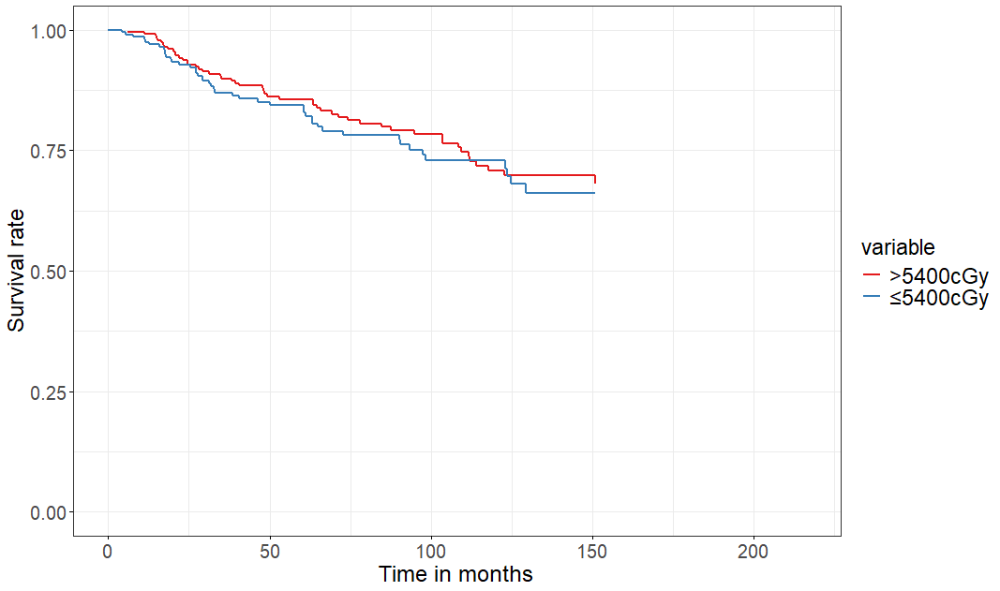 1.00
0.75
0.50
0.25
0.00
Survival rate
0 50 100 150 200
Time in months
variable
>5400cGy
≤5400cGy